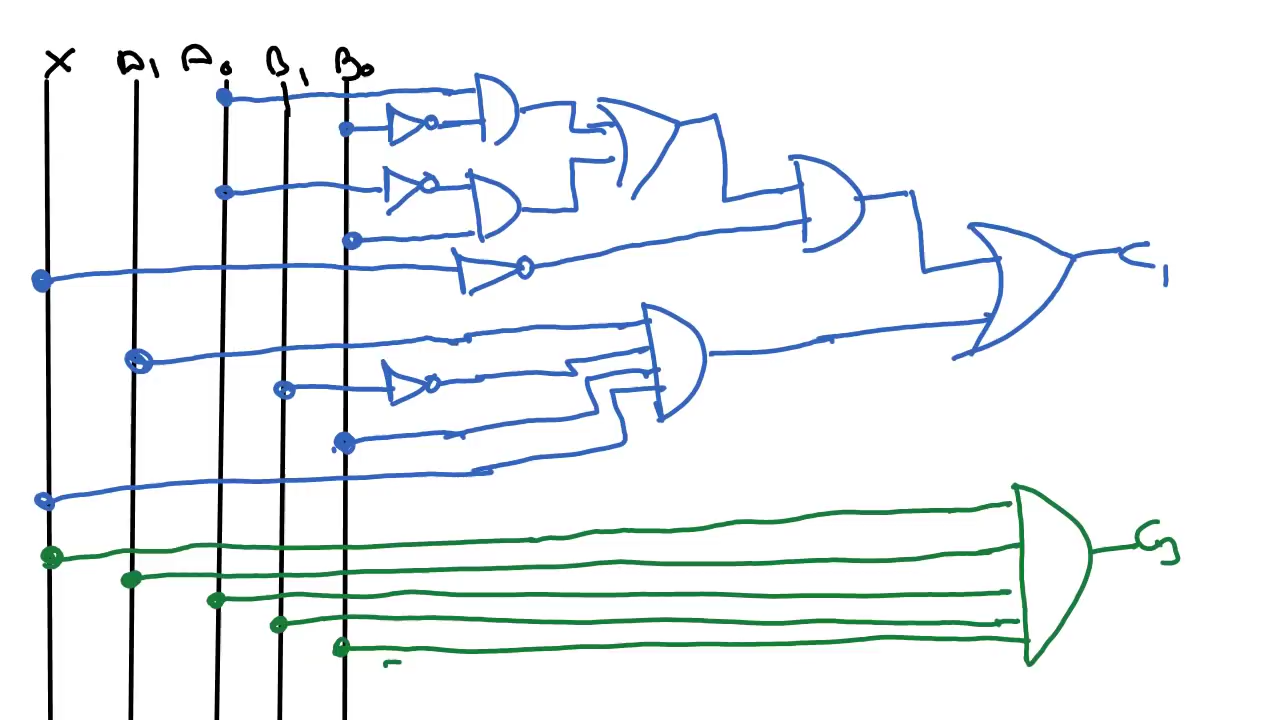 X A₁ A₀ B₁ B₀
C₁
C₃